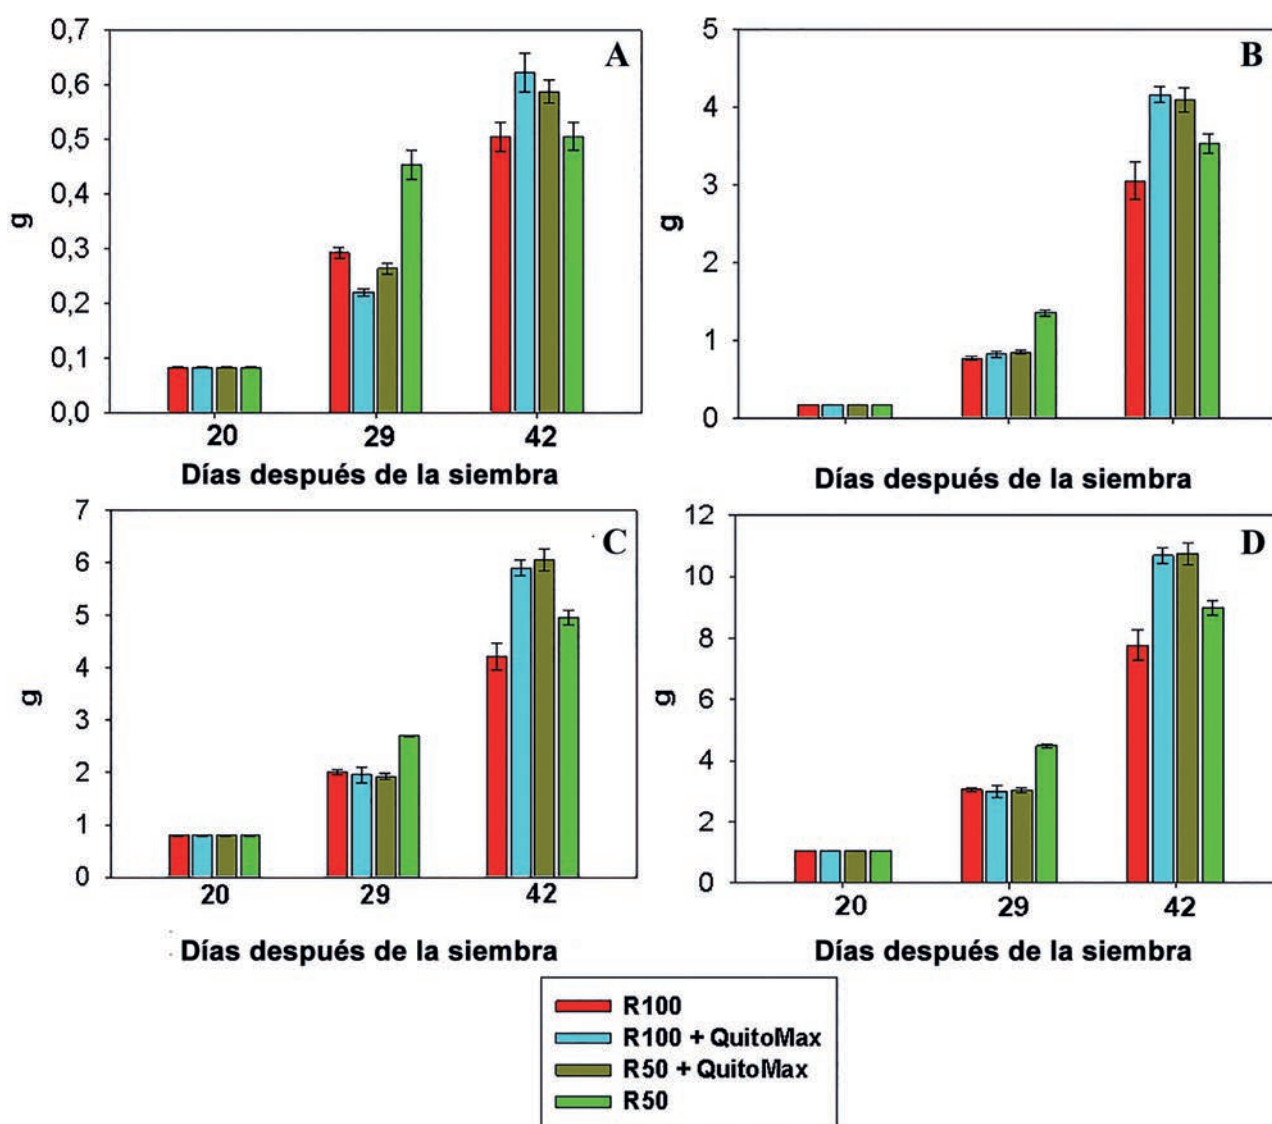 A
0,7
0,6
0,5
0,4
0,3
0,2
0,1
0,0
g
20 29 42
Días después de la siembra
B
5
4
3
2
1
0
g
Días después de la siembra
C
7
6
5
4
3
2
1
0
g
20 29 42
Días después de la siembra
D
12
10
8
6
4
2
0
g
20 29 42
Días después de la siembra
R100
R100 + QuitoMax
R50 + QuitoMax
R50